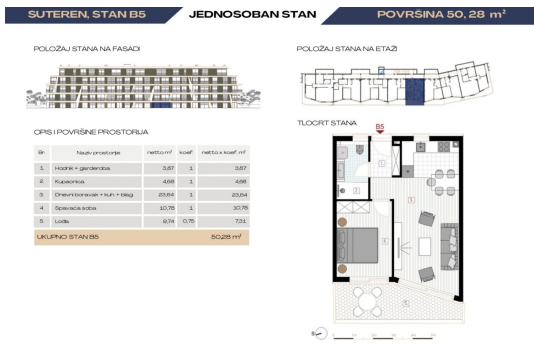 SUTEREN, STAN B5
JEDNOSOBAN STAN
POVRŠINA 50, 28 m²
POLOŽAJ STANA NA FASADI
POLOŽAJ STANA NA ETAŽI
OPIS I POVRŠINE PROSTORIJA
Br. Naziv prostorije netto m² koef. netto x koef. m²
1. Hodnik + garderoba 3,87 1 3,87
2. Kupaonica 4,68 1 4,68
3. Dnevni boravak + kuh. + blag. 23,64 1 23,64
4. Spavaća soba 10,78 1 10,78
5. Lođa 9,74 0,75 7,31
UKUPNO STAN B5 50,28 m²
TLOCRT STANA
B5
1
2
3
4
5